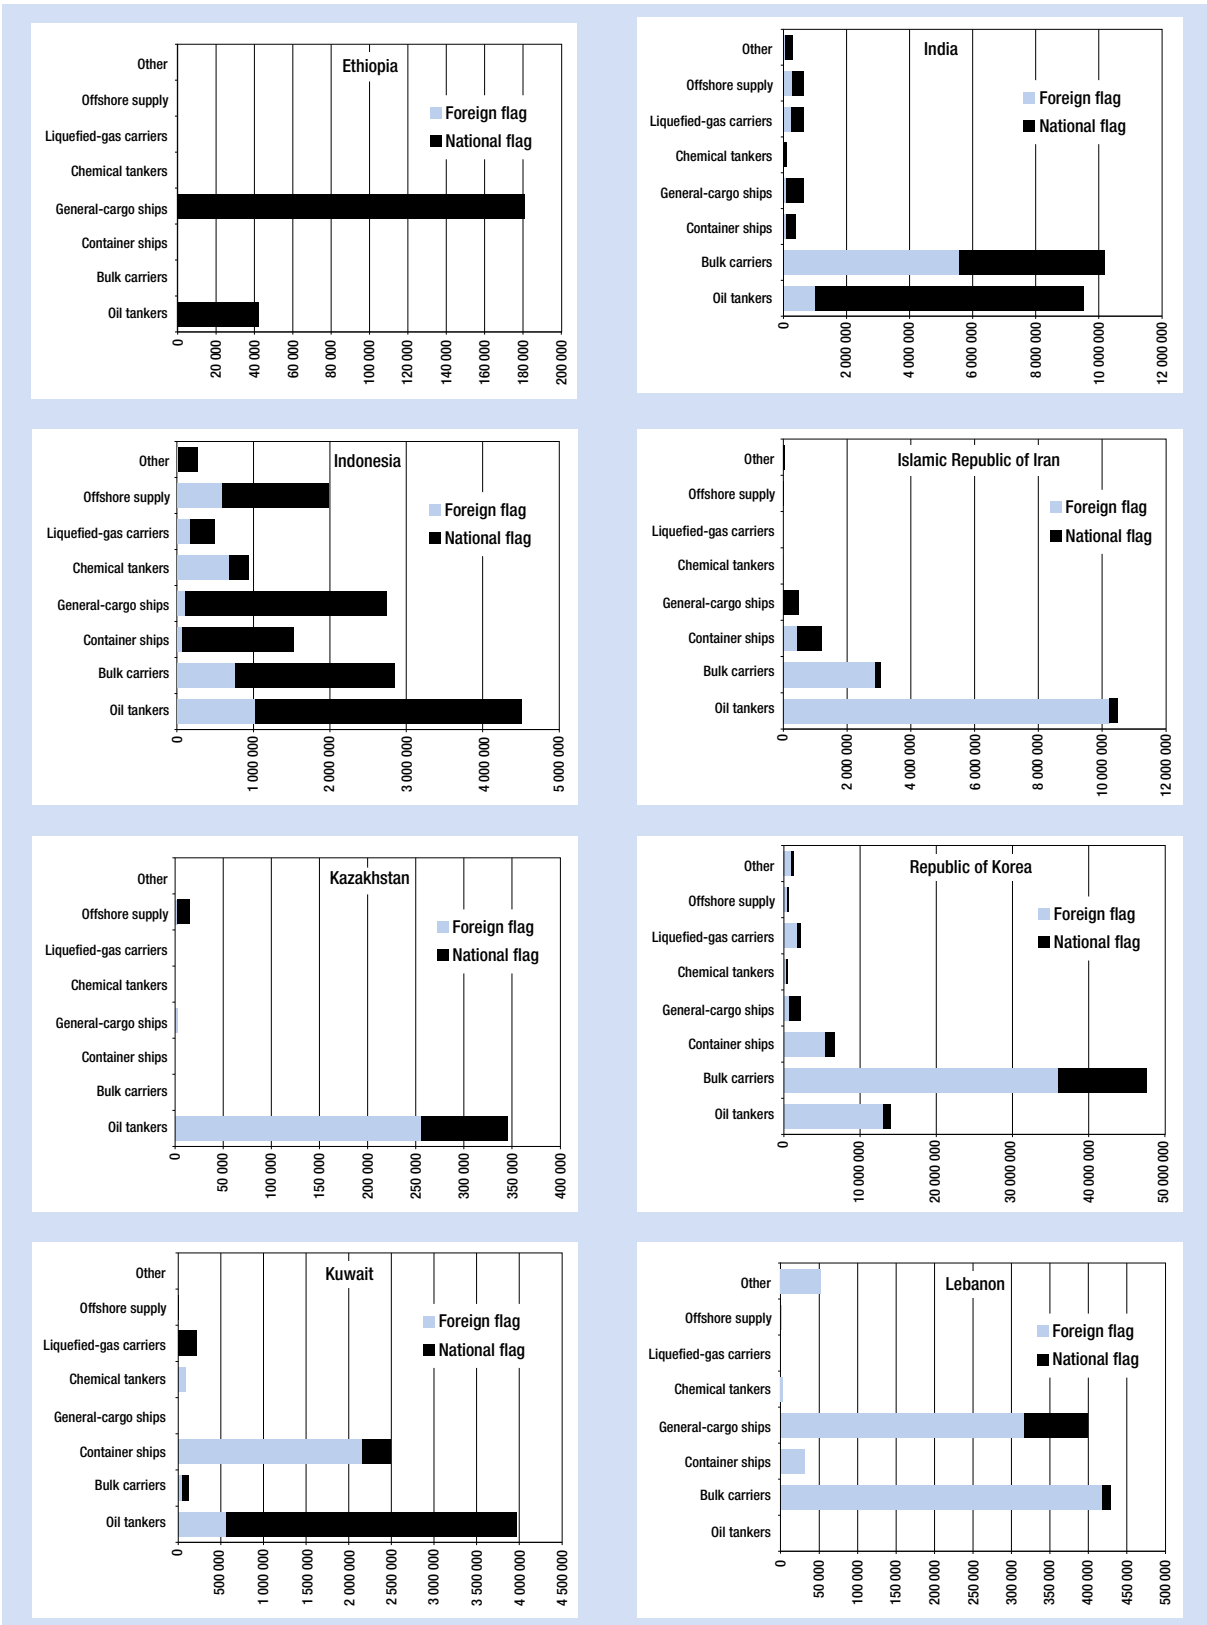 Ethiopia
Foreign flag
National flag
Other
Offshore supply
Liquefied-gas carriers
Chemical tankers
General-cargo ships
Container ships
Bulk carriers
Oil tankers
0
20 000
40 000
60 000
80 000
100 000
120 000
140 000
160 000
180 000
200 000
India
Foreign flag
National flag
Other
Offshore supply
Liquefied-gas carriers
Chemical tankers
General-cargo ships
Container ships
Bulk carriers
Oil tankers
0
2 000 000
4 000 000
6 000 000
8 000 000
10 000 000
12 000 000
Indonesia
Foreign flag
National flag
Other
Offshore supply
Liquefied-gas carriers
Chemical tankers
General-cargo ships
Container ships
Bulk carriers
Oil tankers
0
1 000 000
2 000 000
3 000 000
4 000 000
5 000 000
Islamic Republic of Iran
Foreign flag
National flag
Other
Offshore supply
Liquefied-gas carriers
Chemical tankers
General-cargo ships
Container ships
Bulk carriers
Oil tankers
0
2 000 000
4 000 000
6 000 000
8 000 000
10 000 000
12 000 000
Kazakhstan
Foreign flag
National flag
Other
Offshore supply
Liquefied-gas carriers
Chemical tankers
General-cargo ships
Container ships
Bulk carriers
Oil tankers
0
50 000
100 000
150 000
200 000
250 000
300 000
350 000
400 000
Republic of Korea
Foreign flag
National flag
Other
Offshore supply
Liquefied-gas carriers
Chemical tankers
General-cargo ships
Container ships
Bulk carriers
Oil tankers
0
10 000 000
20 000 000
30 000 000
40 000 000
50 000 000
Kuwait
Foreign flag
National flag
Other
Offshore supply
Liquefied-gas carriers
Chemical tankers
General-cargo ships
Container ships
Bulk carriers
Oil tankers
0
500 000
1 000 000
1 500 000
2 000 000
2 500 000
3 000 000
3 500 000
4 000 000
4 500 000
Lebanon
Foreign flag
National flag
Other
Offshore supply
Liquefied-gas carriers
Chemical tankers
General-cargo ships
Container ships
Bulk carriers
Oil tankers
0
50 000
100 000
150 000
200 000
250 000
300 000
350 000
400 000
450 000
500 000